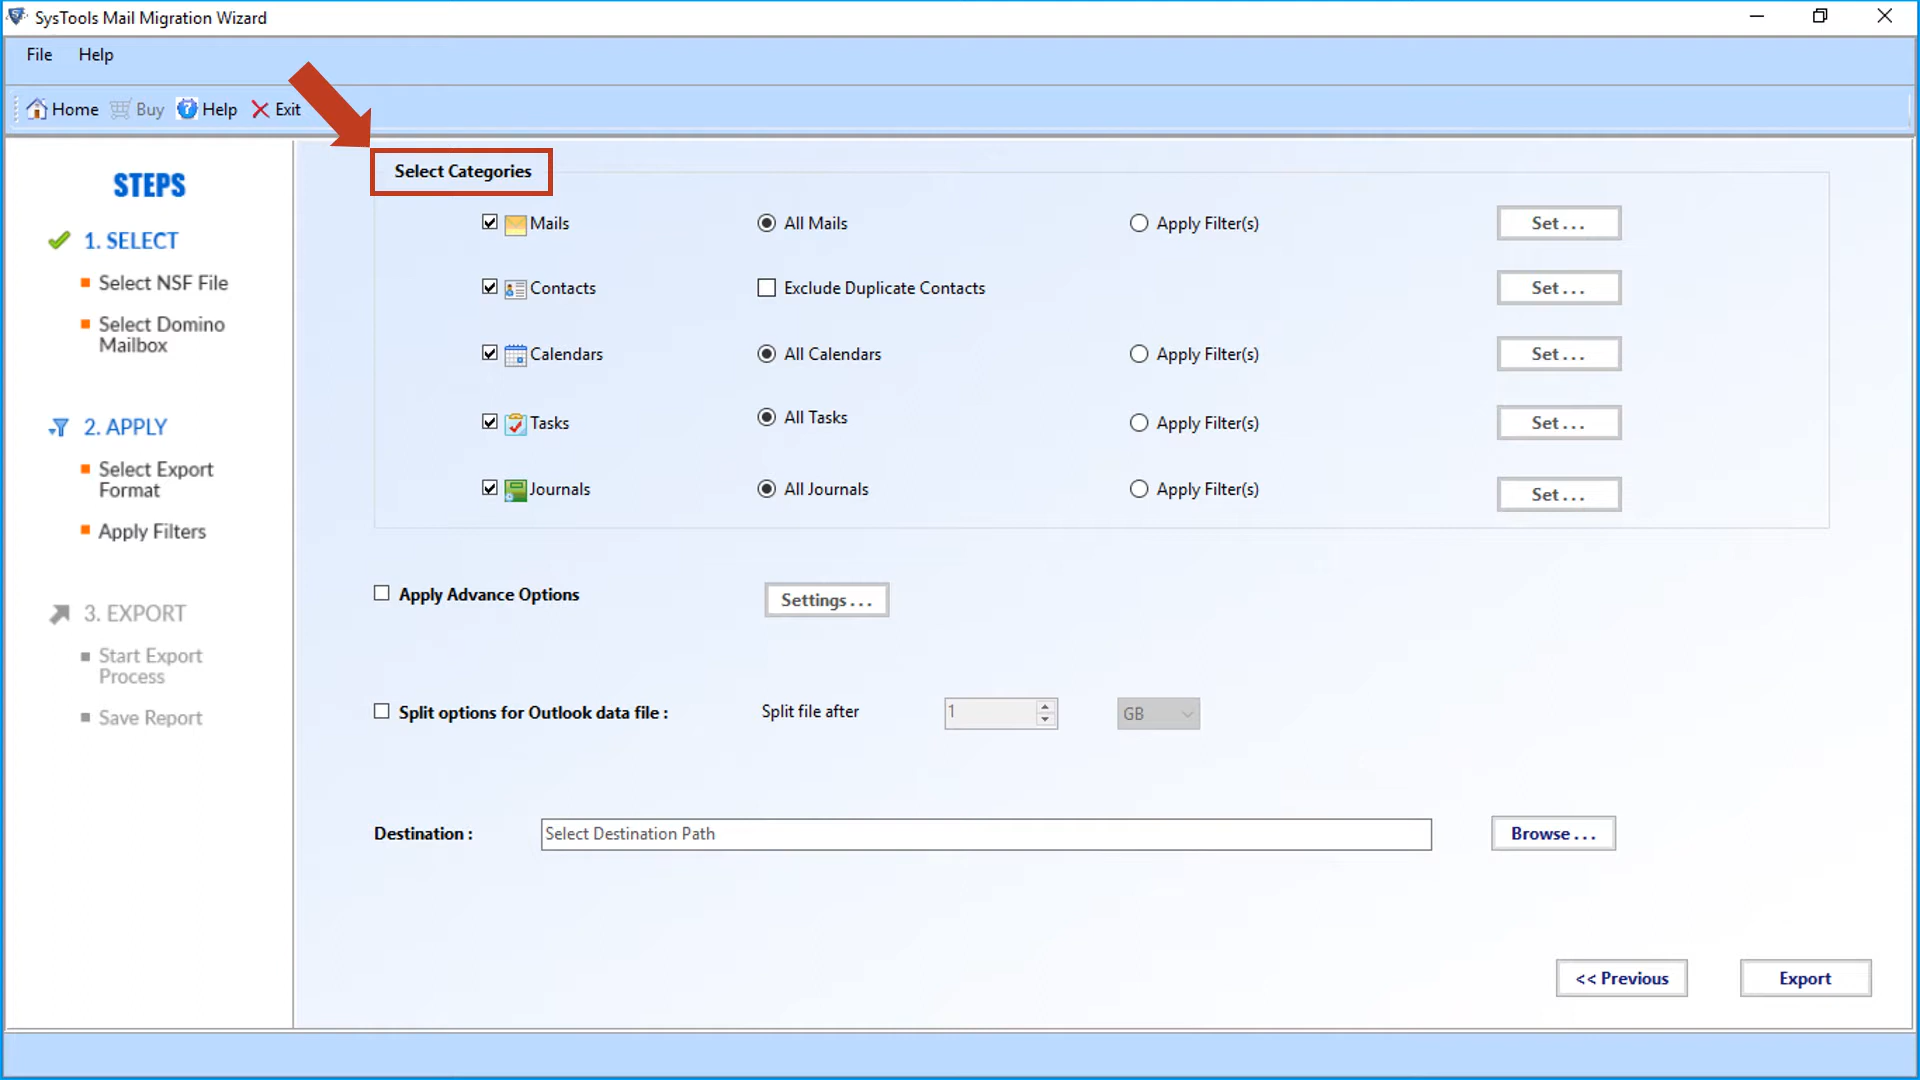 SysTools Mail Migration Wizard
File Help
Home Buy Help Exit
STEPS
1. SELECT
Select NSF File
Select Domino
Mailbox
2. APPLY
Select Export
Format
Apply Filters
3. EXPORT
Start Export
Process
Save Report
Select Categories
Mails All Mails Apply Filter(s) Set . . .
Contacts Exclude Duplicate Contacts Set . . .
Calendars All Calendars Apply Filter(s) Set . . .
Tasks All Tasks Apply Filter(s) Set . . .
Journals All Journals Apply Filter(s) Set . . .
Apply Advance Options Settings . . .
Split options for Outlook data file : Split file after 1 GB
Destination : Select Destination Path Browse . . .
<< Previous Export